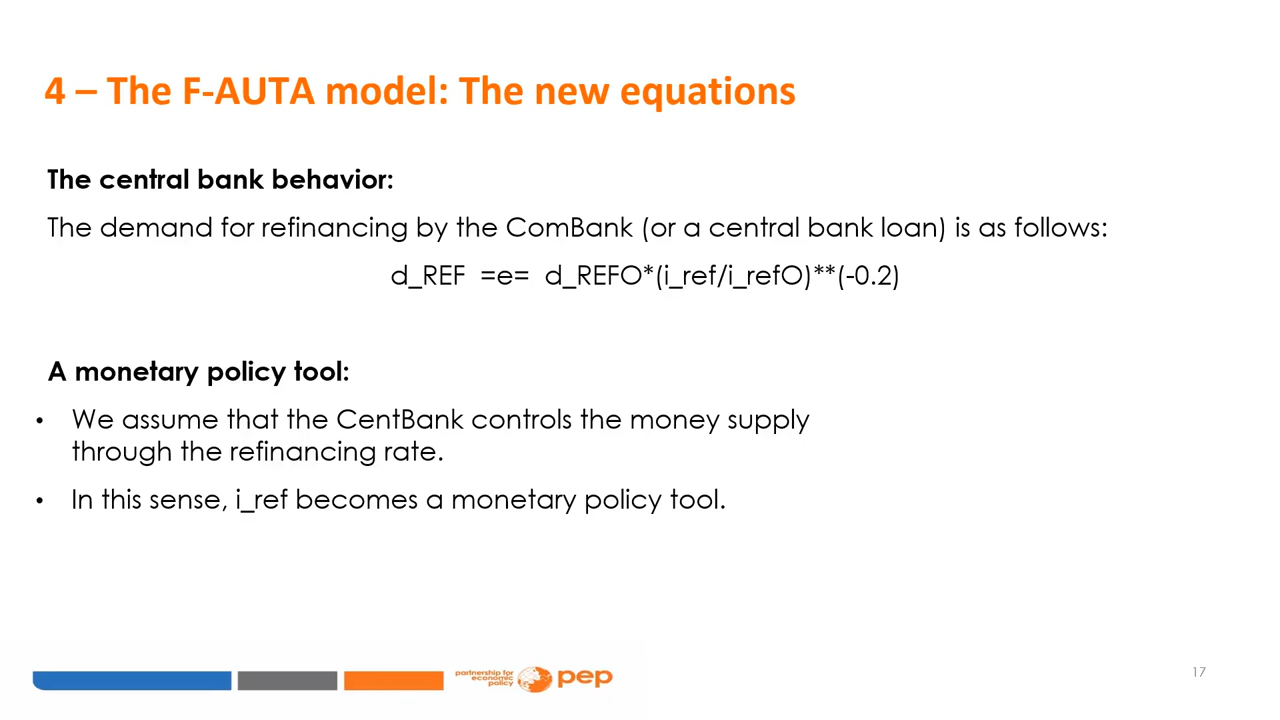 4 – The F-AUTA model: The new equations
The central bank behavior:
The demand for refinancing by the ComBank (or a central bank loan) is as follows:
d_REF =e= d_REFO*(i_ref/i_refO)**(-0.2)
A monetary policy tool:
• We assume that the CentBank controls the money supply
through the refinancing rate.
• In this sense, i_ref becomes a monetary policy tool.
partnership for
economic
policy
pep
17